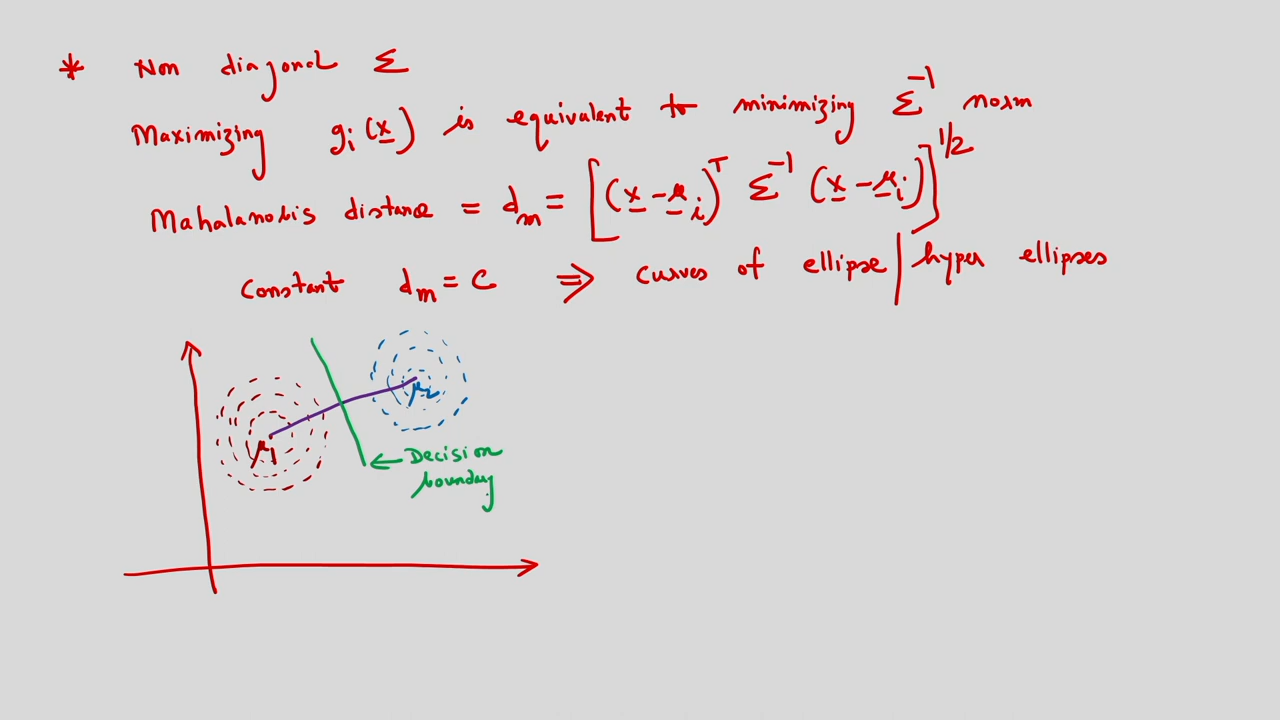 * Non diagonal Σ
Maximizing gᵢ(x) is equivalent to minimizing Σ⁻¹ norm
Mahalanobis distance = dₘ = [(x-μᵢ)ᵀ Σ⁻¹ (x-μᵢ)]^1/2
constant dₘ = c ⇒ curves of ellipse | hyper ellipses
μ₂
μ₁
← Decision
boundary